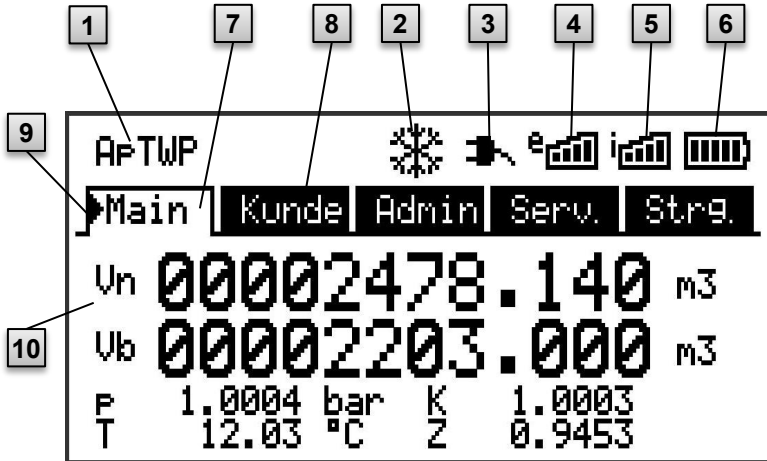 1 7 8 2 3 4 5 6
9
APTWP e i
Main Kunde Admin Serv. Strg.
Vn 00002478.140 m3
10
Vb 00002203.000 m3
P 1.0004 bar K 1.0003
T 12.03 °C Z 0.9453